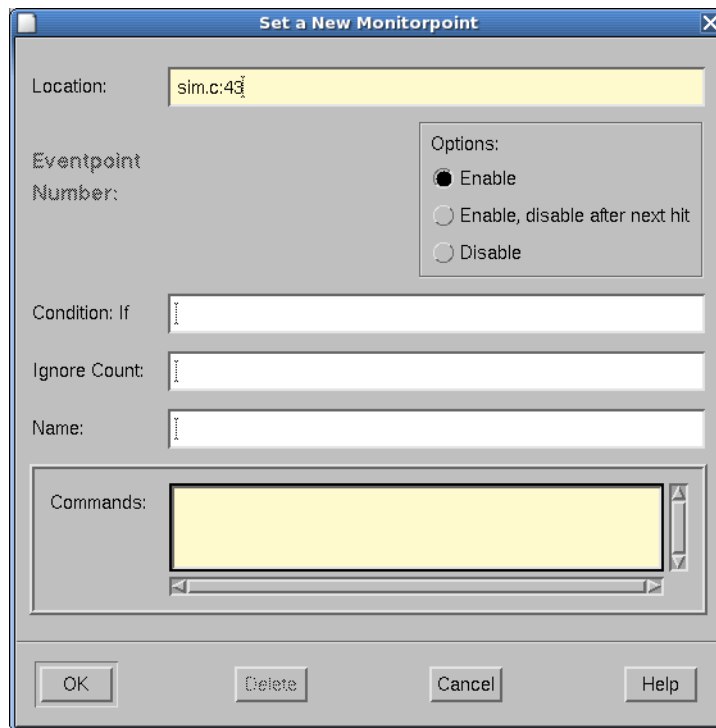 Set a New Monitorpoint
Location:
sim.c:43
Eventpoint
Number:
Options:
Enable
Enable, disable after next hit
Disable
Condition: If
Ignore Count:
Name:
Commands:
OK
Delete
Cancel
Help